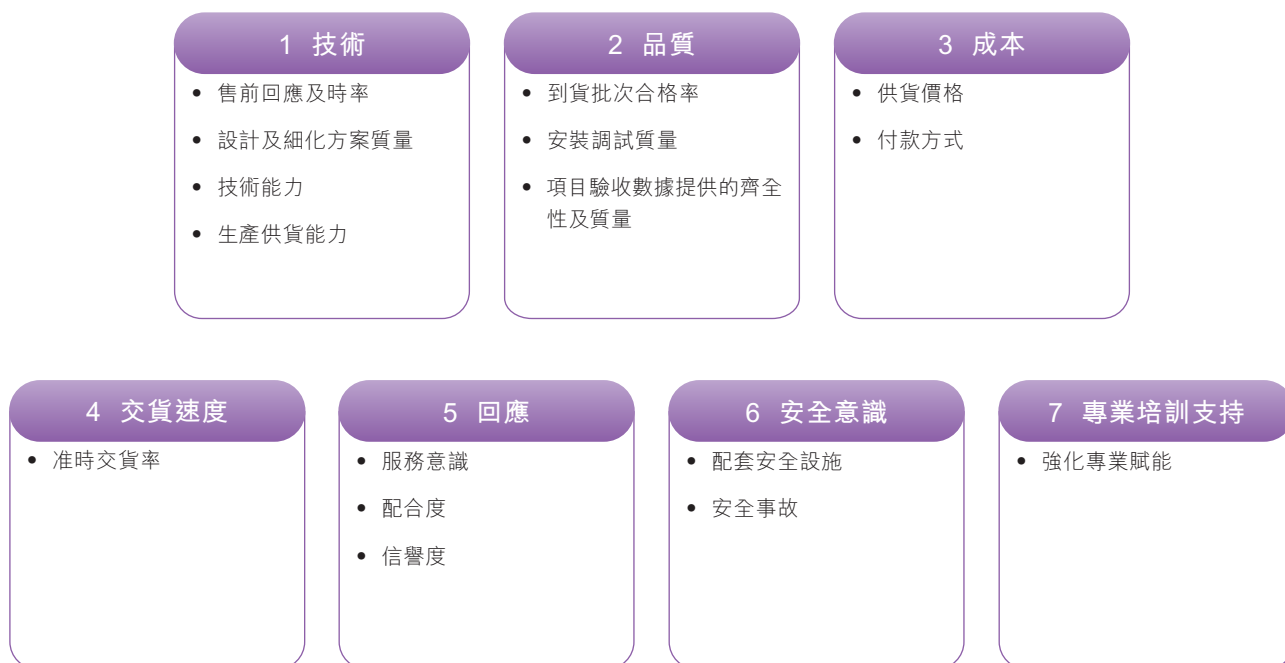 1 技術
• 售前回應及時率
• 設計及細化方案質量
• 技術能力
• 生產供貨能力
2 品質
• 到貨批次合格率
• 安裝調試質量
• 項目驗收數據提供的齊全
性及質量
3 成本
• 供貨價格
• 付款方式
4 交貨速度
• 准時交貨率
5 回應
• 服務意識
• 配合度
• 信譽度
6 安全意識
• 配套安全設施
• 安全事故
7 專業培訓支持
• 強化專業賦能